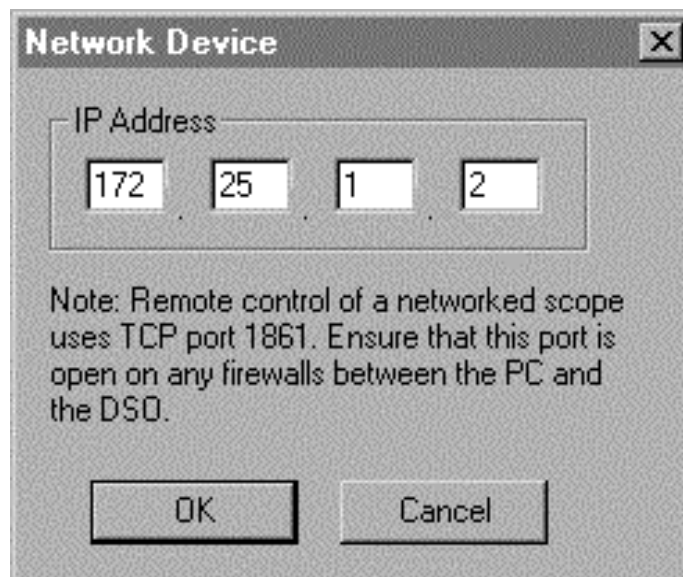 Network Device
IP Address
172 . 25 . 1 . 2
Note: Remote control of a networked scope
uses TCP port 1861. Ensure that this port is
open on any firewalls between the PC and
the DSO.
OK Cancel